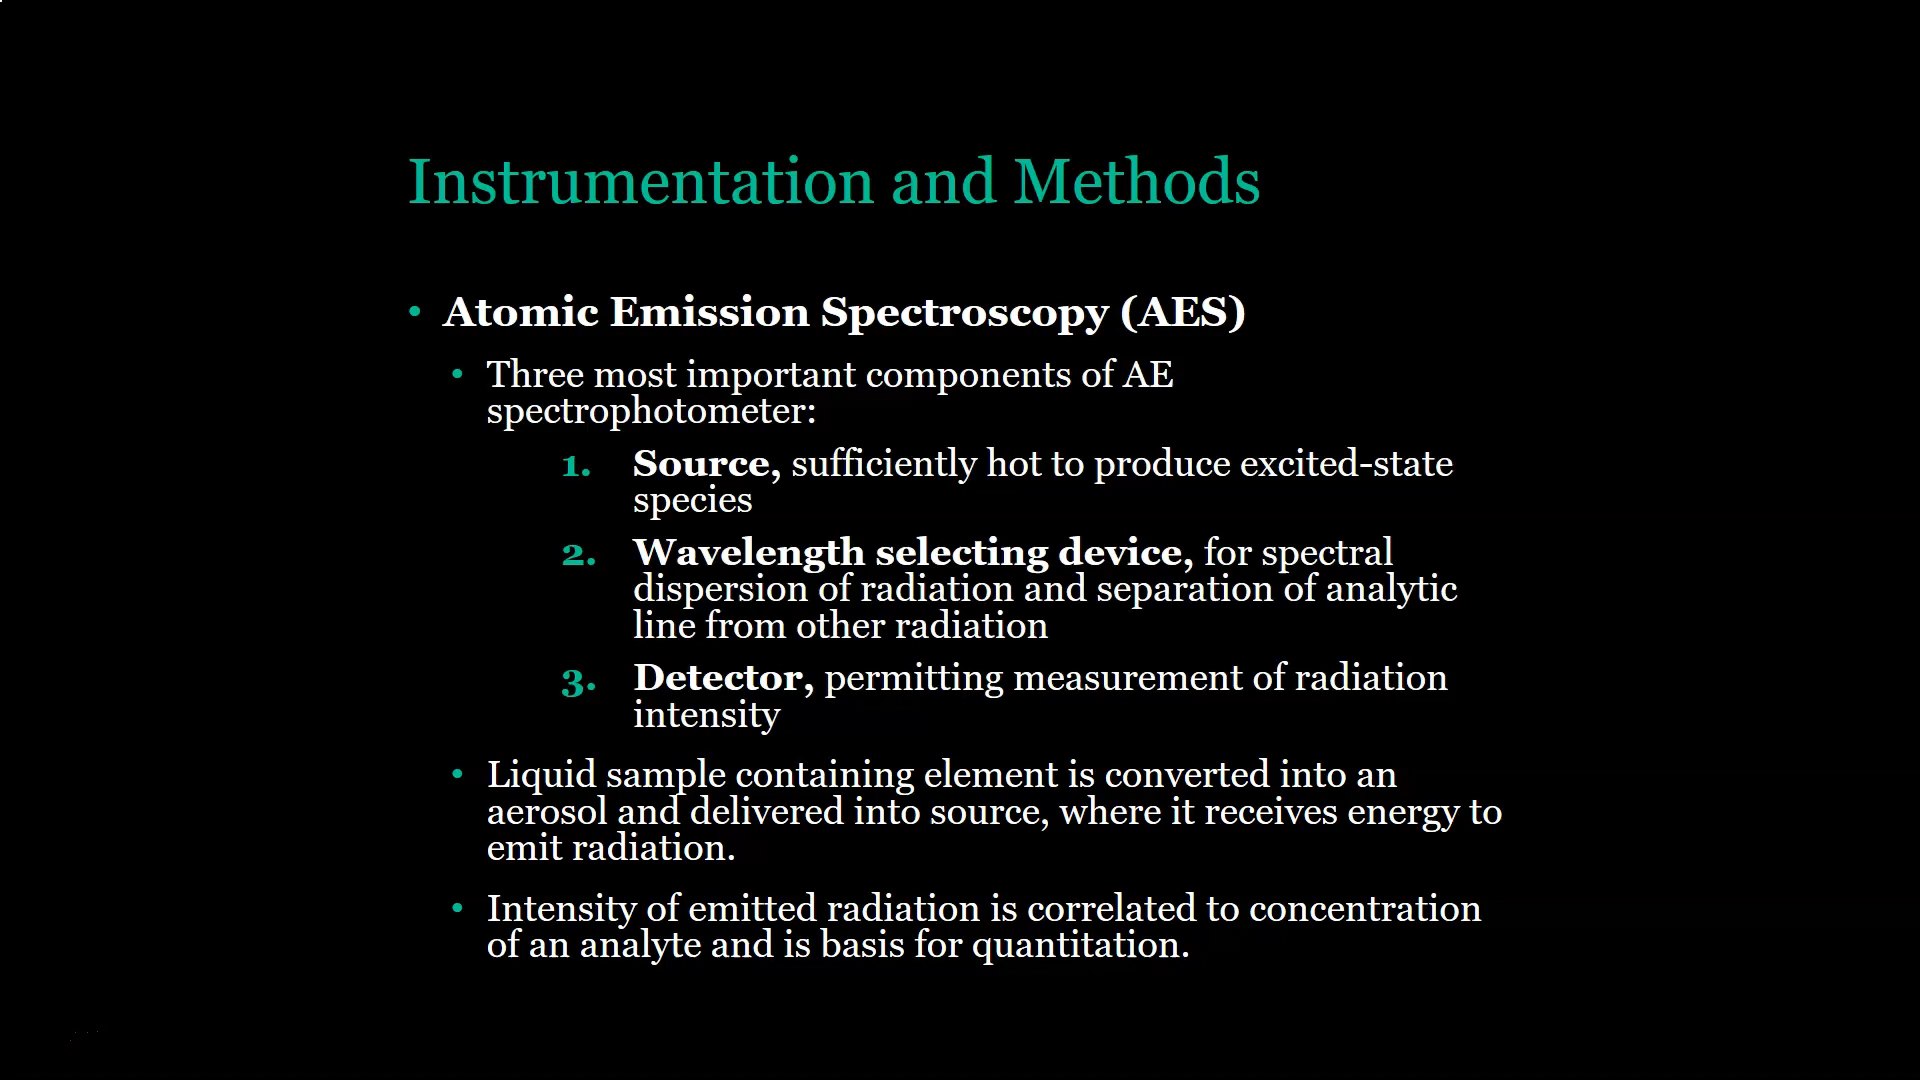 Instrumentation and Methods
• Atomic Emission Spectroscopy (AES)
• Three most important components of AE
spectrophotometer:
1. Source, sufficiently hot to produce excited-state
species
2. Wavelength selecting device, for spectral
dispersion of radiation and separation of analytic
line from other radiation
3. Detector, permitting measurement of radiation
intensity
• Liquid sample containing element is converted into an
aerosol and delivered into source, where it receives energy to
emit radiation.
• Intensity of emitted radiation is correlated to concentration
of an analyte and is basis for quantitation.